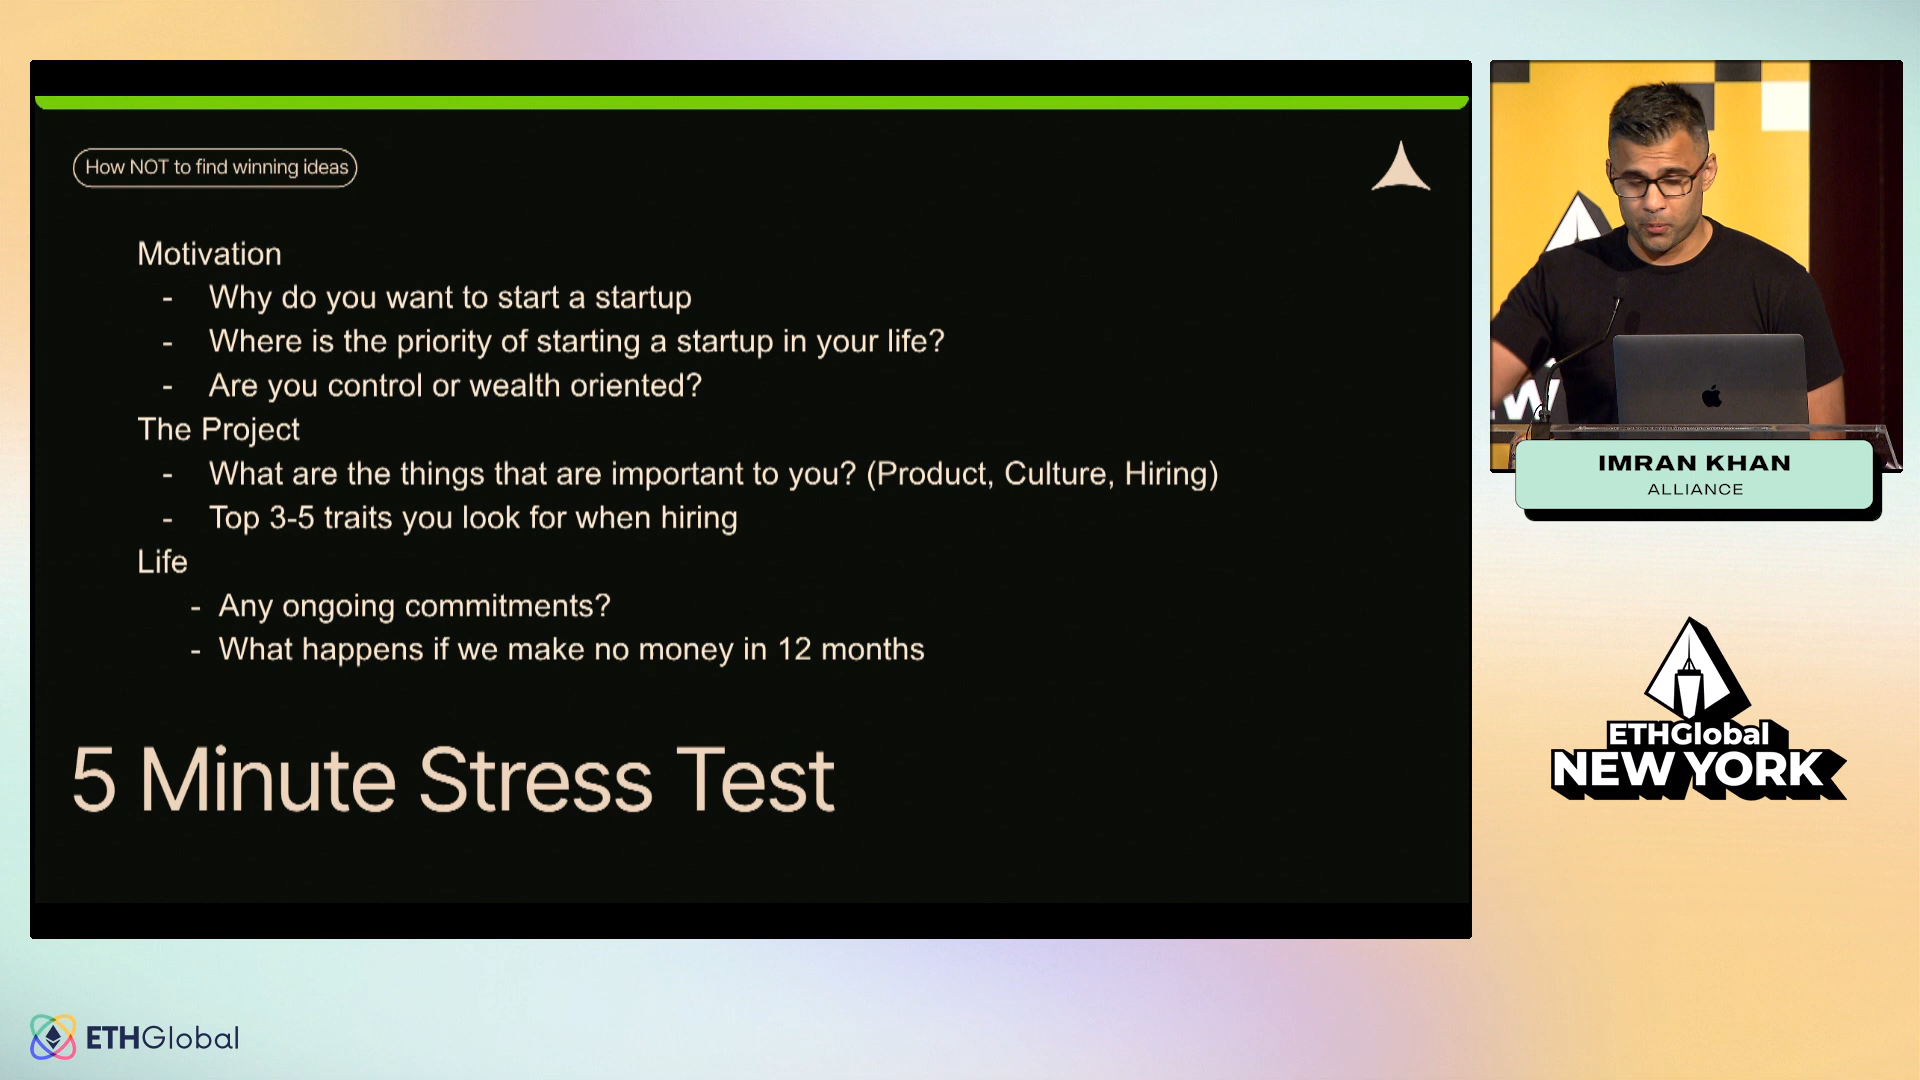 How NOT to find winning ideas
Motivation
- Why do you want to start a startup
- Where is the priority of starting a startup in your life?
- Are you control or wealth oriented?
The Project
- What are the things that are important to you? (Product, Culture, Hiring)
- Top 3-5 traits you look for when hiring
Life
- Any ongoing commitments?
- What happens if we make no money in 12 months
5 Minute Stress Test
W
IMRAN KHAN
ALLIANCE
ETHGlobal
NEW YORK
ETHGlobal